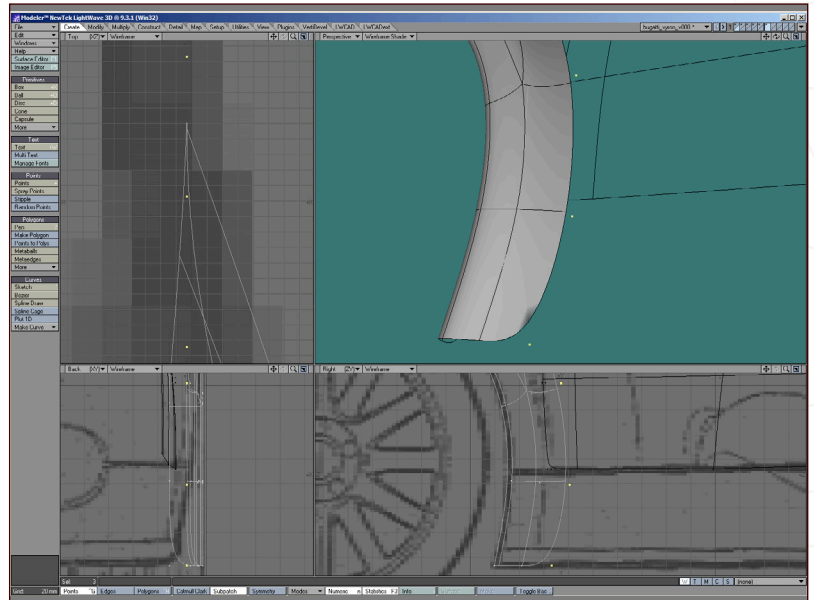 Modeler™ NewTek LightWave 3D ® 9.3.1 (Win32)
File
Edit
Windows
Help
Surface Editor
Image Editor
Create Modify Multiply Construct Detail Map Setup Utilities View Plugins VertiBevel LWCAD LWCADext
Top (XZ) Wireframe
Perspective Wireframe Shade
Primitives
Box
Ball
Disc
Cone
Capsule
More
Text
Text
Multi Text
Manage Fonts
Points
Points
Spray Points
Stipple
Random Points
Polygons
Pen
Make Polygon
Points to Polys
Metaballs
Metaedges
More
Curves
Sketch
Bezier
Spline Draw
Spline Cage
Plot 1D
Make Curve
Back (XY) Wireframe
Right (ZY) Wireframe
Sel: 3
W T M C S (none)
Grid: 20 mm Points ^G Edges Polygons Catmull Clark Subpatch Symmetry Modes Numeric n Statistics Info